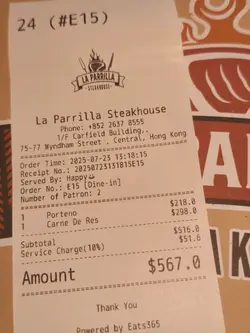 24 (#E15)
LA PARRILLA
STEAKHOUSE
La Parrilla Steakhouse
Phone: +852 2637 8555
1/F Carfield Building,,
75-77 Wyndham Street , Central, Hong Kong
Order Time: 2025-07-23 13:18:15
Receipt No.: 20250723131B15E15
Served By: Happy
Order No.: E15 [Dine-in]
Number of Patron: 2
1 Porteno $218.0
1 Carne De Res $298.0
Subtotal $516.0
Service Charge(10%) $51.6
Amount $567.0
Thank You
Powered by Eats365